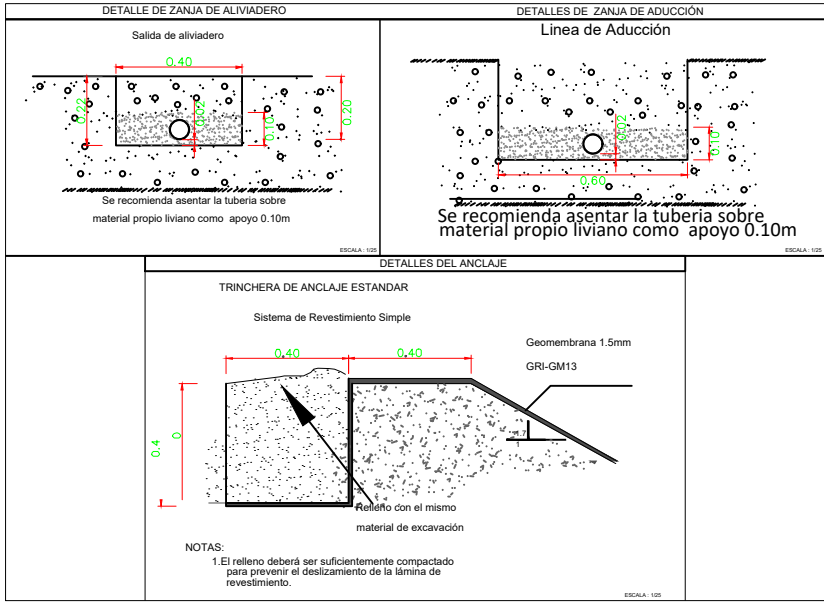 DETALLE DE ZANJA DE ALIVIADERO
Salida de aliviadero
0.40
0.22
0.02
0.10
0.20
Se recomienda asentar la tuberia sobre
material propio liviano como apoyo 0.10m
ESCALA : 1/25
DETALLES DE ZANJA DE ADUCCIÓN
Linea de Aducción
0.02
0.10
0.60
Se recomienda asentar la tuberia sobre
material propio liviano como apoyo 0.10m
ESCALA : 1/25
DETALLES DEL ANCLAJE
TRINCHERA DE ANCLAJE ESTANDAR
Sistema de Revestimiento Simple
0.40
0.40
Geomembrana 1.5mm
GRI-GM13
0.4
0
1.7
1
Relleno con el mismo
material de excavación
NOTAS:
1.El relleno deberá ser suficientemente compactado
para prevenir el deslizamiento de la lámina de
revestimiento.
ESCALA : 1/25